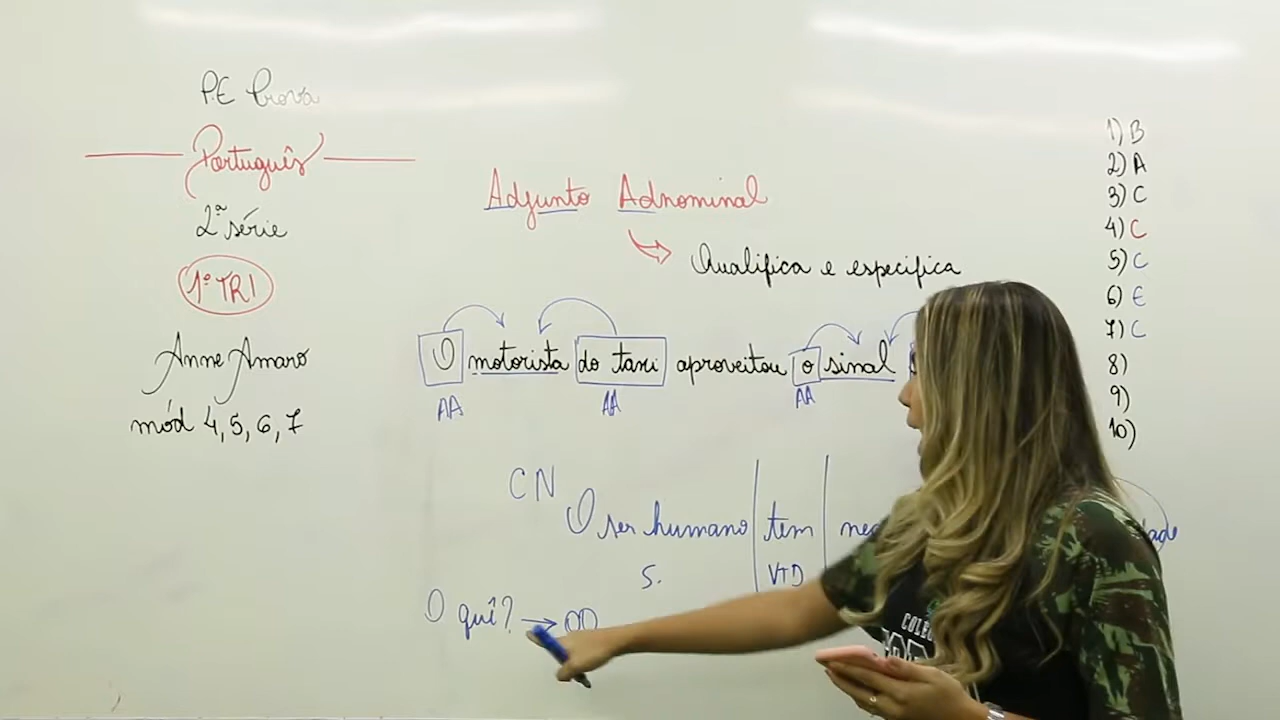 P.E Prova
Português
2ª série
1º TRI
Anne Amaro
mód 4, 5, 6, 7
Adjunto Adnominal
Qualifica e especifica
O motorista do taxi aproveitou o sinal
AA AA AA
CN
O ser humano tem
S. VTD
O quê? → OD
1) B
2) A
3) C
4) C
5) C
6) E
7) C
8)
9)
10)